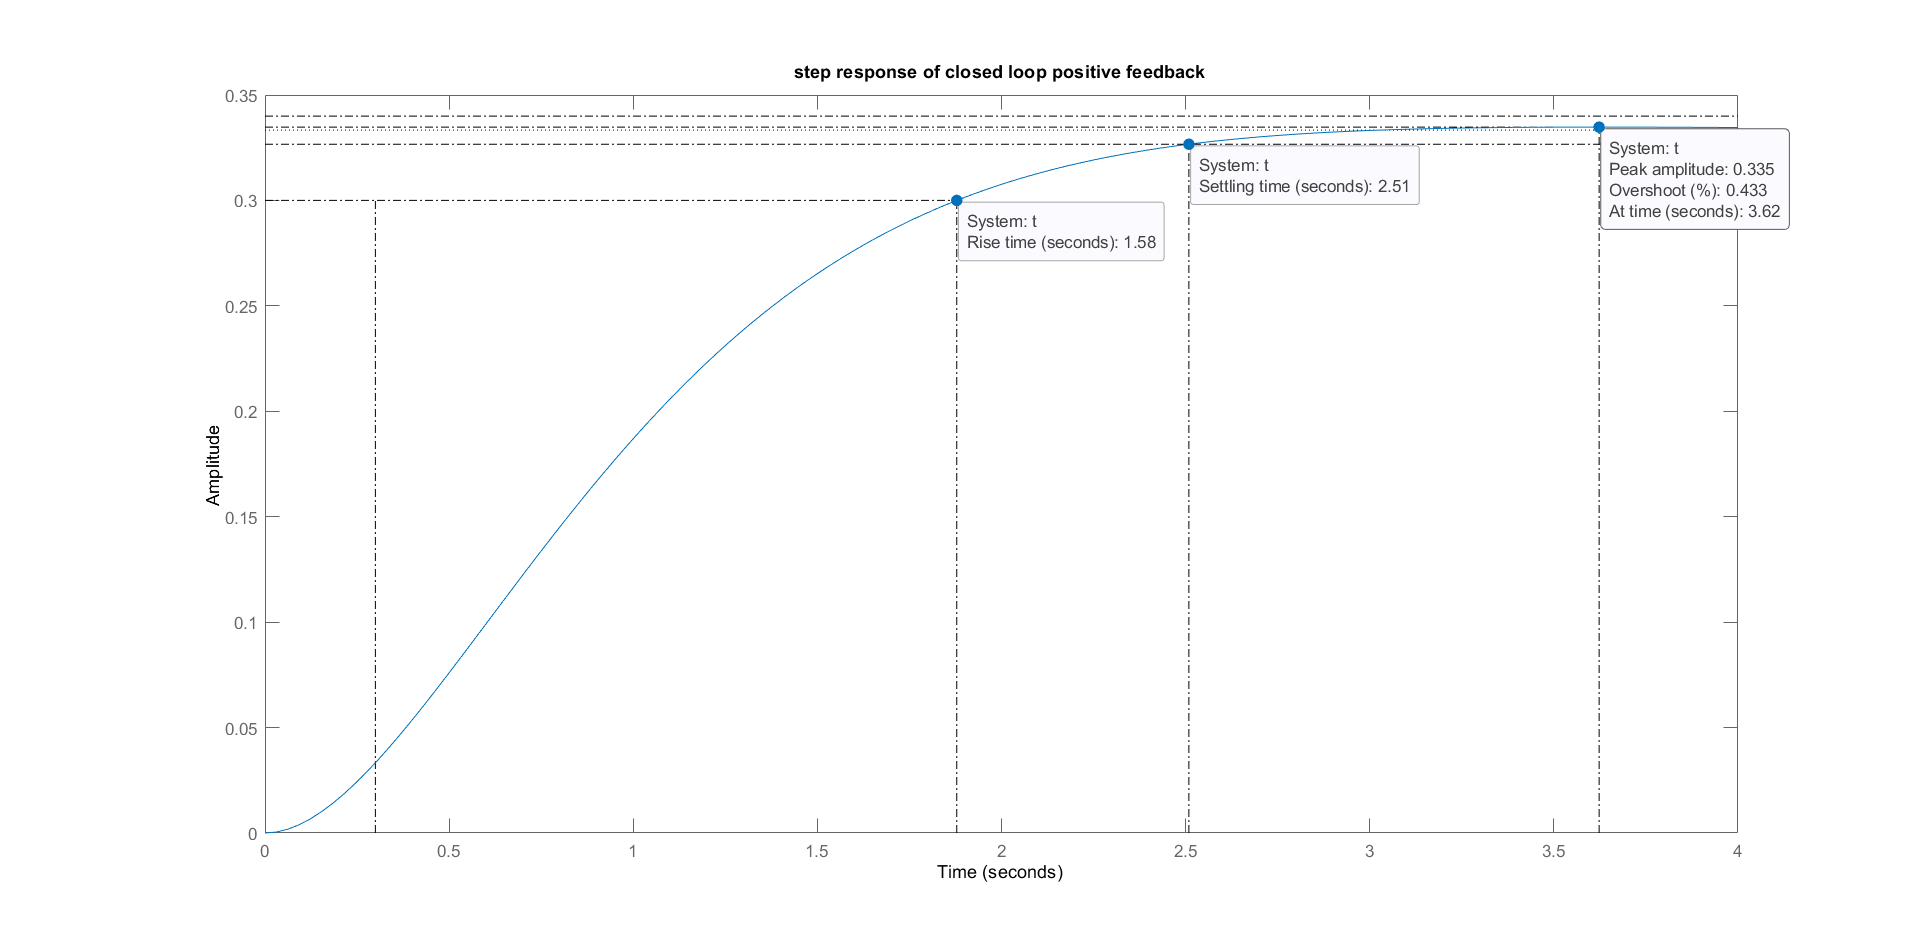 step response of closed loop positive feedback
0.35
0.3
0.25
0.2
0.15
0.1
0.05
0
Amplitude
System: t
Rise time (seconds): 1.58
System: t
Settling time (seconds): 2.51
System: t
Peak amplitude: 0.335
Overshoot (%): 0.433
At time (seconds): 3.62
0 0.5 1 1.5 2 2.5 3 3.5 4
Time (seconds)